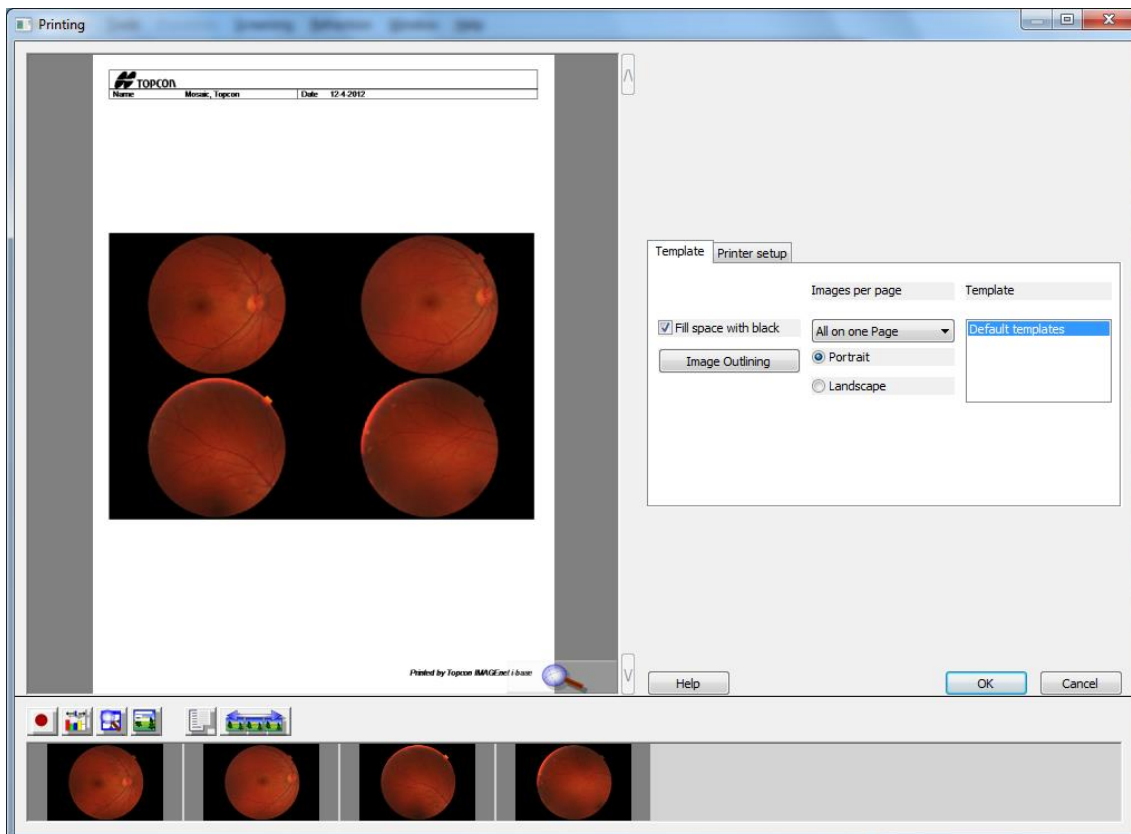 Printing
TOPCON
Name Mosaic, Topcon Date 12-4-2012
Template Printer setup
Images per page Template
Fill space with black All on one Page Default templates
Image Outlining Portrait
Landscape
Printed by Topcon IMAGEnet i-base
Help OK Cancel